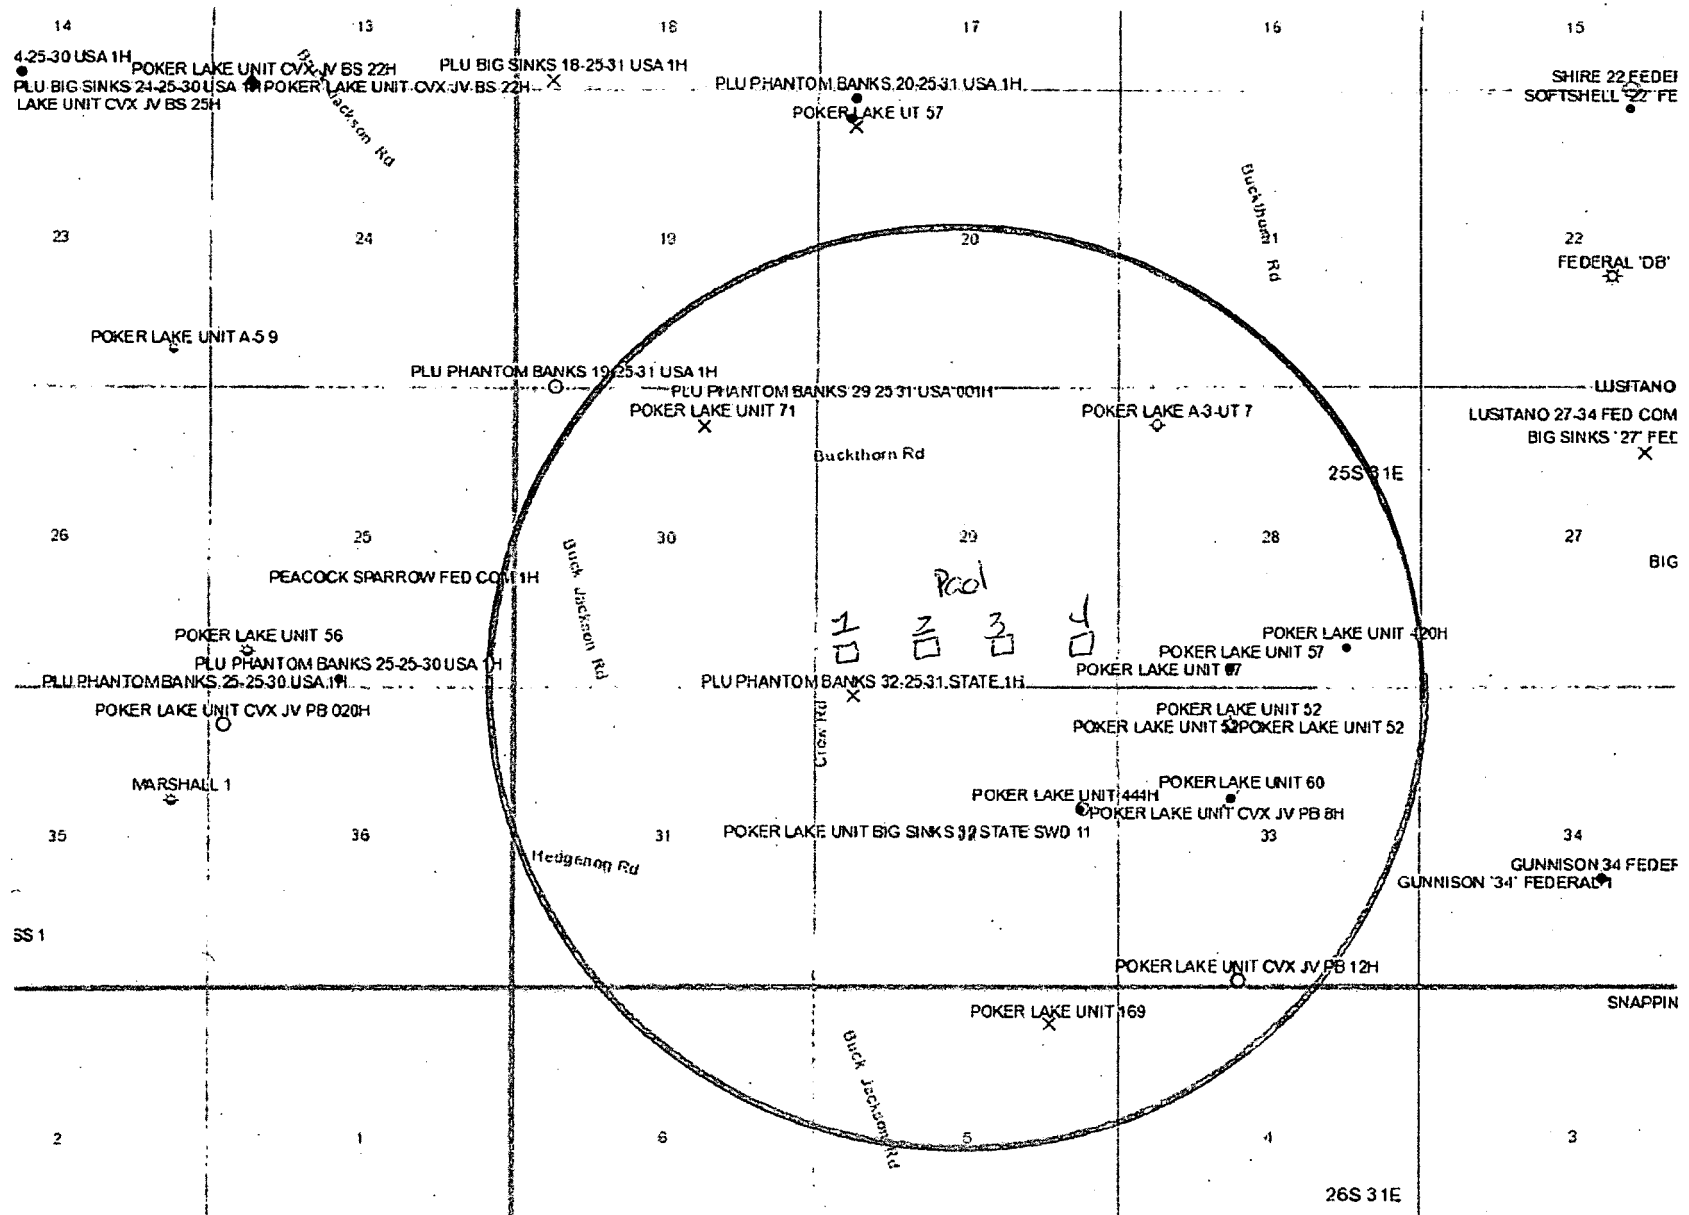 14 13 18 17 16 15
4-25-30 USA 1H
POKER LAKE UNIT CVX JV BS 22H
PLU BIG SINKS 18-25-31 USA 1H
PLU BIG SINKS 24-25-30 USA 1H POKER LAKE UNIT CVX JV BS 22H
LAKE UNIT CVX JV BS 25H
PLU PHANTOM BANKS 20-25-31 USA 1H
SHIRE 22 FEDE
SOFTSHELL "22" FE
POKER LAKE UT 57
Buck Jackson Rd
Buckthorn Rd
23 24 19 20 21 22
FEDERAL 'DB'
POKER LAKE UNIT A-5 9
PLU PHANTOM BANKS 19-25-31 USA 1H
PLU PHANTOM BANKS 29 25 31 USA 001H
LUSITANO
POKER LAKE UNIT 71
POKER LAKE A-3-UT 7
LUSITANO 27-34 FED COM
BIG SINKS '27' FED
Buckthorn Rd
25S 31E
26 25 30 29 28 27
BIG
PEACOCK SPARROW FED COM 1H
Buck Jackson Rd
Pad
1 2 3 4
POKER LAKE UNIT 56
POKER LAKE UNIT 420H
POKER LAKE UNIT 57
PLU PHANTOM BANKS 25-25-30 USA 1H
POKER LAKE UNIT
PLU PHANTOM BANKS 25-25-30 USA 1H
PLU PHANTOM BANKS 32-25-31 STATE 1H
POKER LAKE UNIT CVX JV PB 020H
POKER LAKE UNIT 52
POKER LAKE UNIT 52 POKER LAKE UNIT 52
Rd
MARSHALL 1
POKER LAKE UNIT 60
POKER LAKE UNIT 444H
POKER LAKE UNIT CVX JV PB 8H
POKER LAKE UNIT BIG SINKS 32 STATE SWD 11
35 36 31 33 34
Hedgehog Rd
GUNNISON 34 FEDER
GUNNISON '34' FEDERAL 1
SS 1
POKER LAKE UNIT CVX JV PB 12H
SNAPPIN
POKER LAKE UNIT 169
Buck Jackson Rd
2 1 6 5 4 3
26S 31E